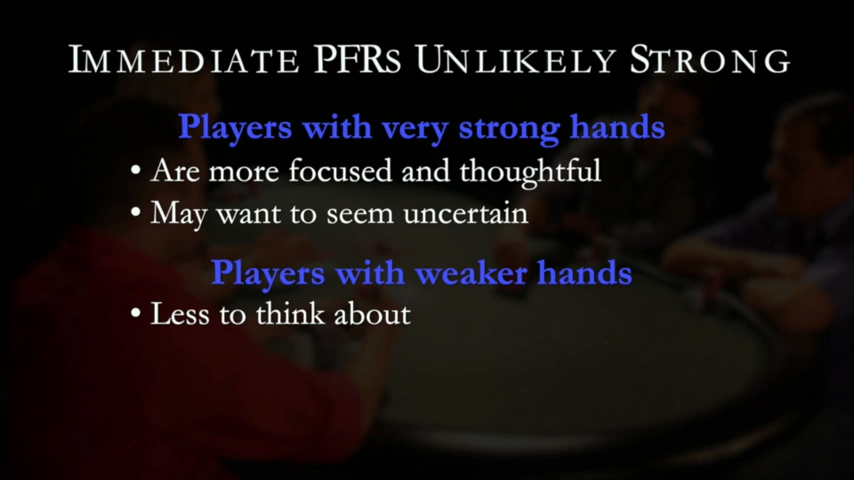 IMMEDIATE PFRS UNLIKELY STRONG
Players with very strong hands
• Are more focused and thoughtful
• May want to seem uncertain
Players with weaker hands
• Less to think about